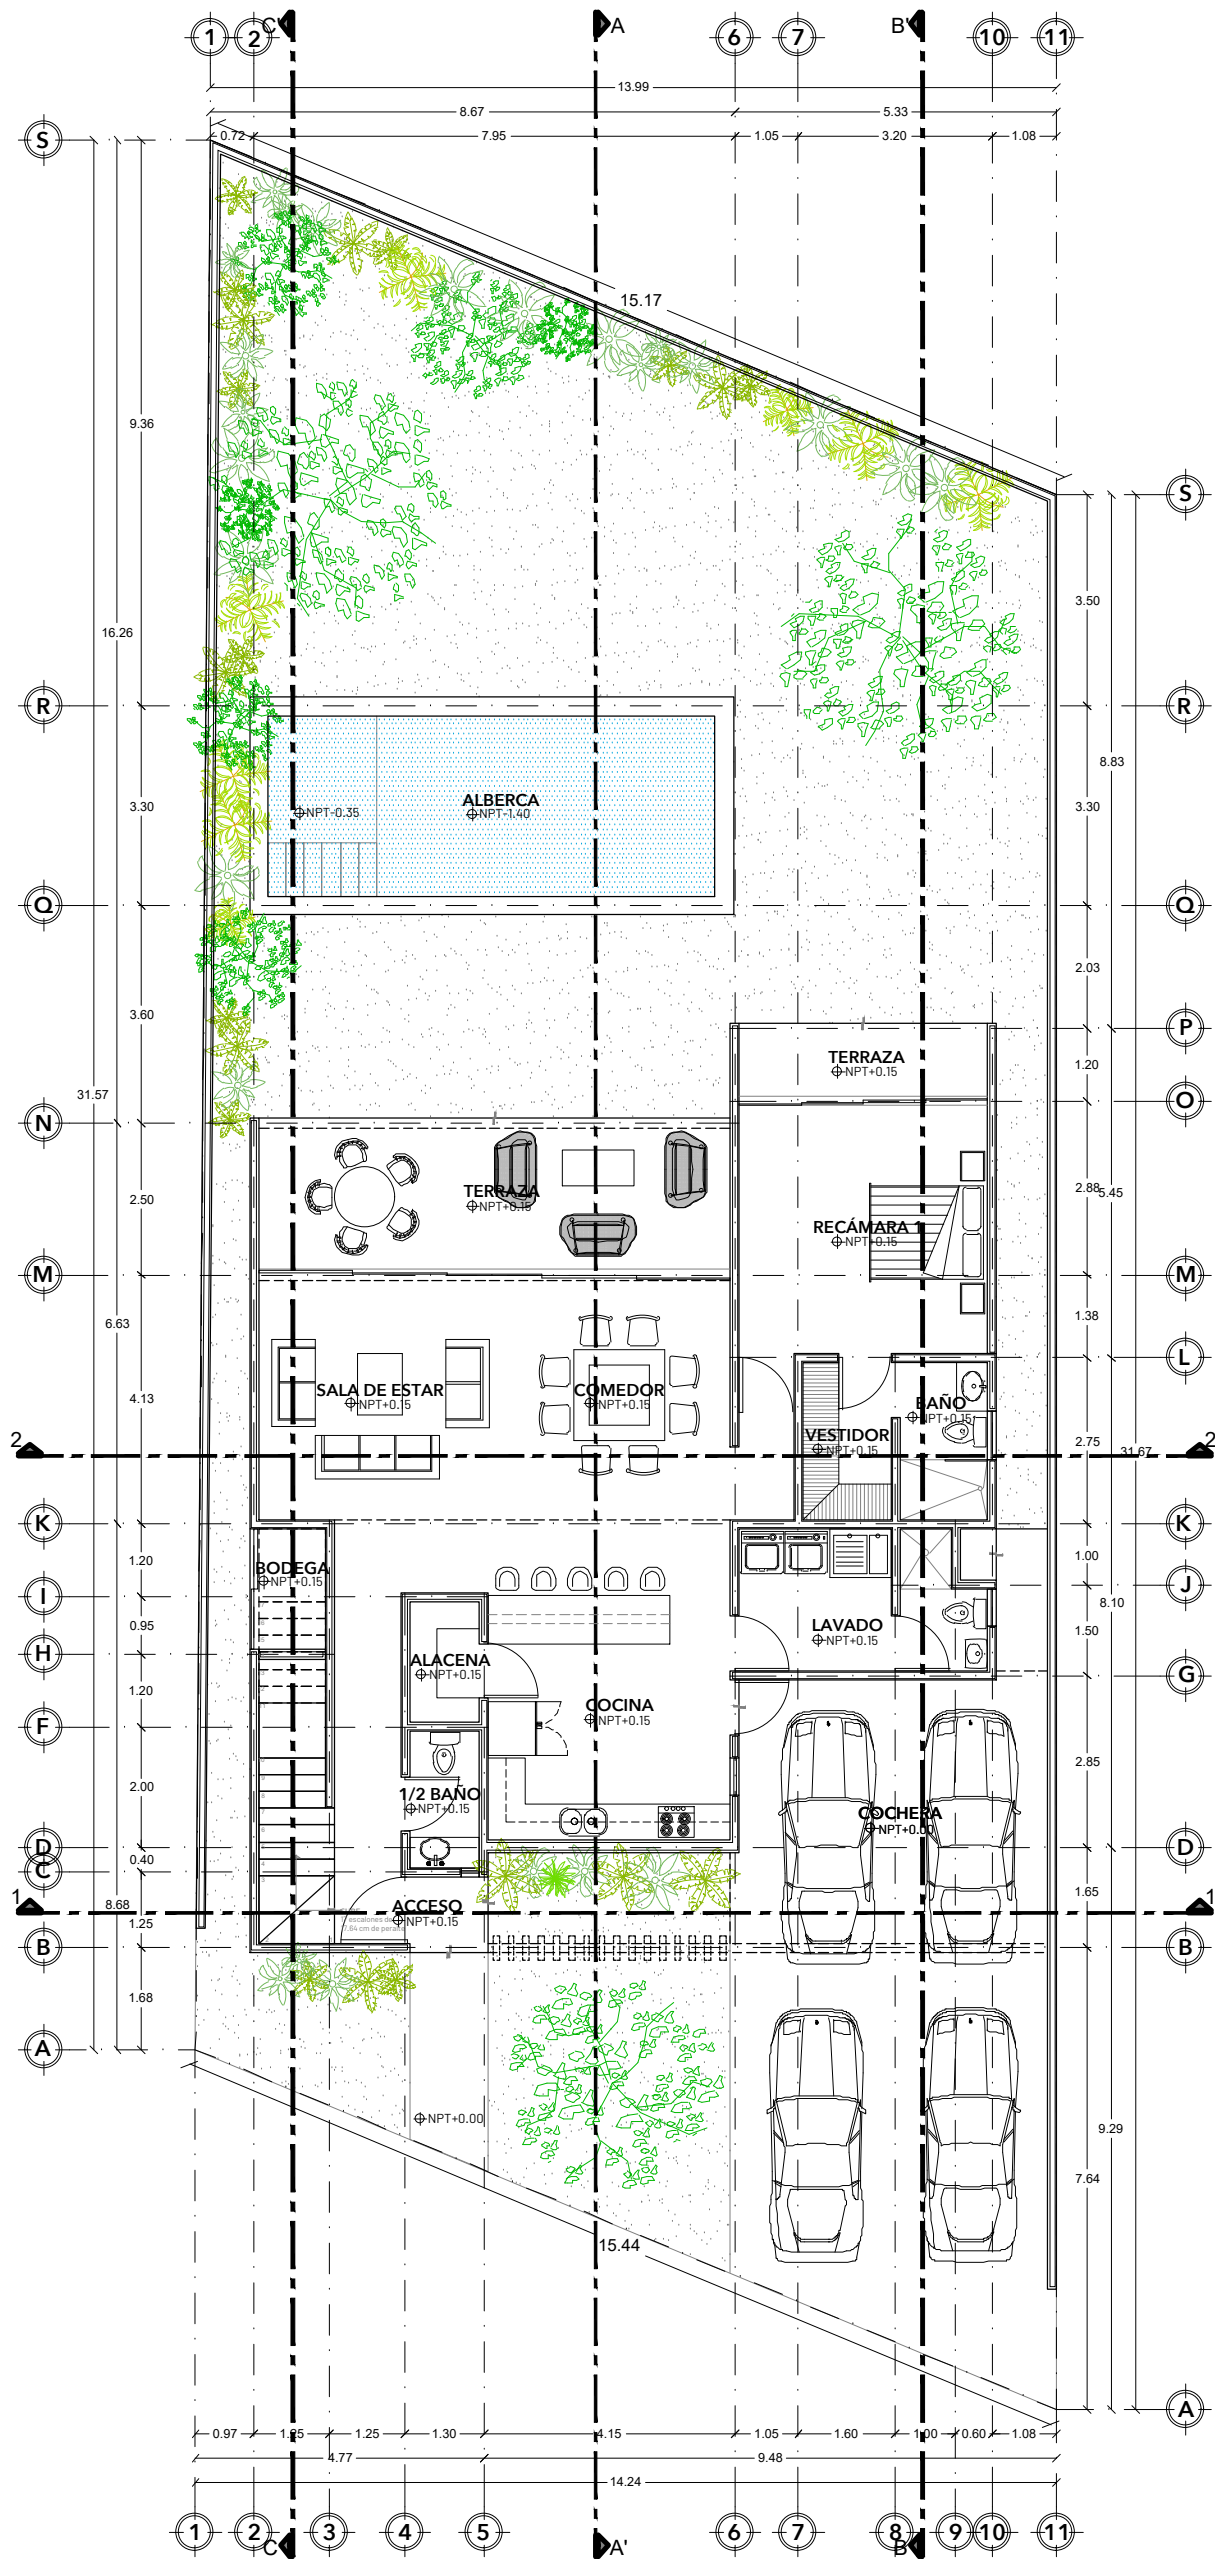 C' A B'
1 2 6 7 10 11
13.99
8.67 5.33
0.72 7.95 1.05 3.20 1.08
S
15.17
9.36
S
3.50
16.26
R R
8.83
ALBERCA
NPT-0.35 NPT-1.40
3.30 3.30
Q Q
2.03
3.60
P
TERRAZA
NPT+0.15
1.20
31.57
O
N
TERRAZA
NPT+0.15
2.50
2.88 5.45
RECÁMARA 1
NPT+0.15
M M
6.63
1.38
L
SALA DE ESTAR COMEDOR
NPT+0.15 NPT+0.15
4.13
BAÑO
NPT+0.15
VESTIDOR
NPT+0.15
2.75
31.67
2 2
K K
BODEGA
NPT+0.15
1.20
1.00
I J
0.95
8.10
LAVADO
NPT+0.15
1.50
H
ALACENA
NPT+0.15
G
1.20
COCINA
NPT+0.15
F
2.00
2.85
1/2 BAÑO
NPT+0.15
COCHERA
NPT+0.00
D D
0.40
C
1.65
8.68
ACCESO
NPT+0.15
escalones de
17.64 cm de peralte
1 1
1.25
B B
1.68
A
NPT+0.00
9.29
7.64
15.44
A
0.97 1.25 1.25 1.30 4.15 1.05 1.60 1.00 0.60 1.08
4.77 9.48
14.24
1 2 3 4 5 6 7 8 9 10 11
C A' B